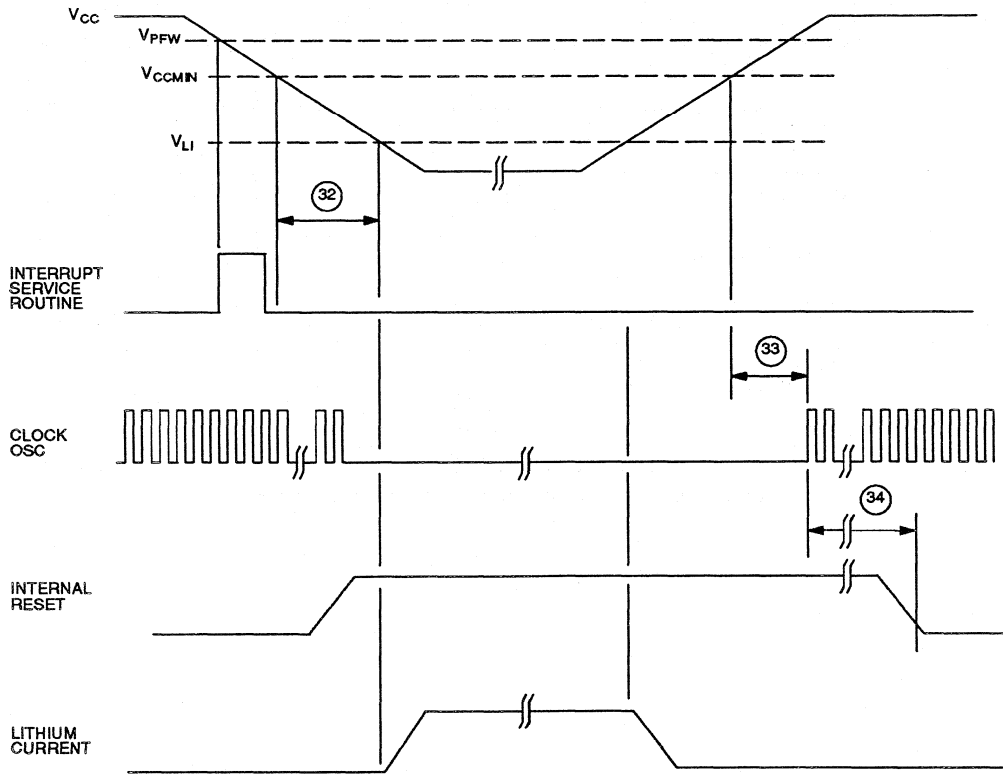 VCC
VPFW
VCCMIN
VLI
32
INTERRUPT
SERVICE
ROUTINE
33
CLOCK
OSC
34
INTERNAL
RESET
LITHIUM
CURRENT